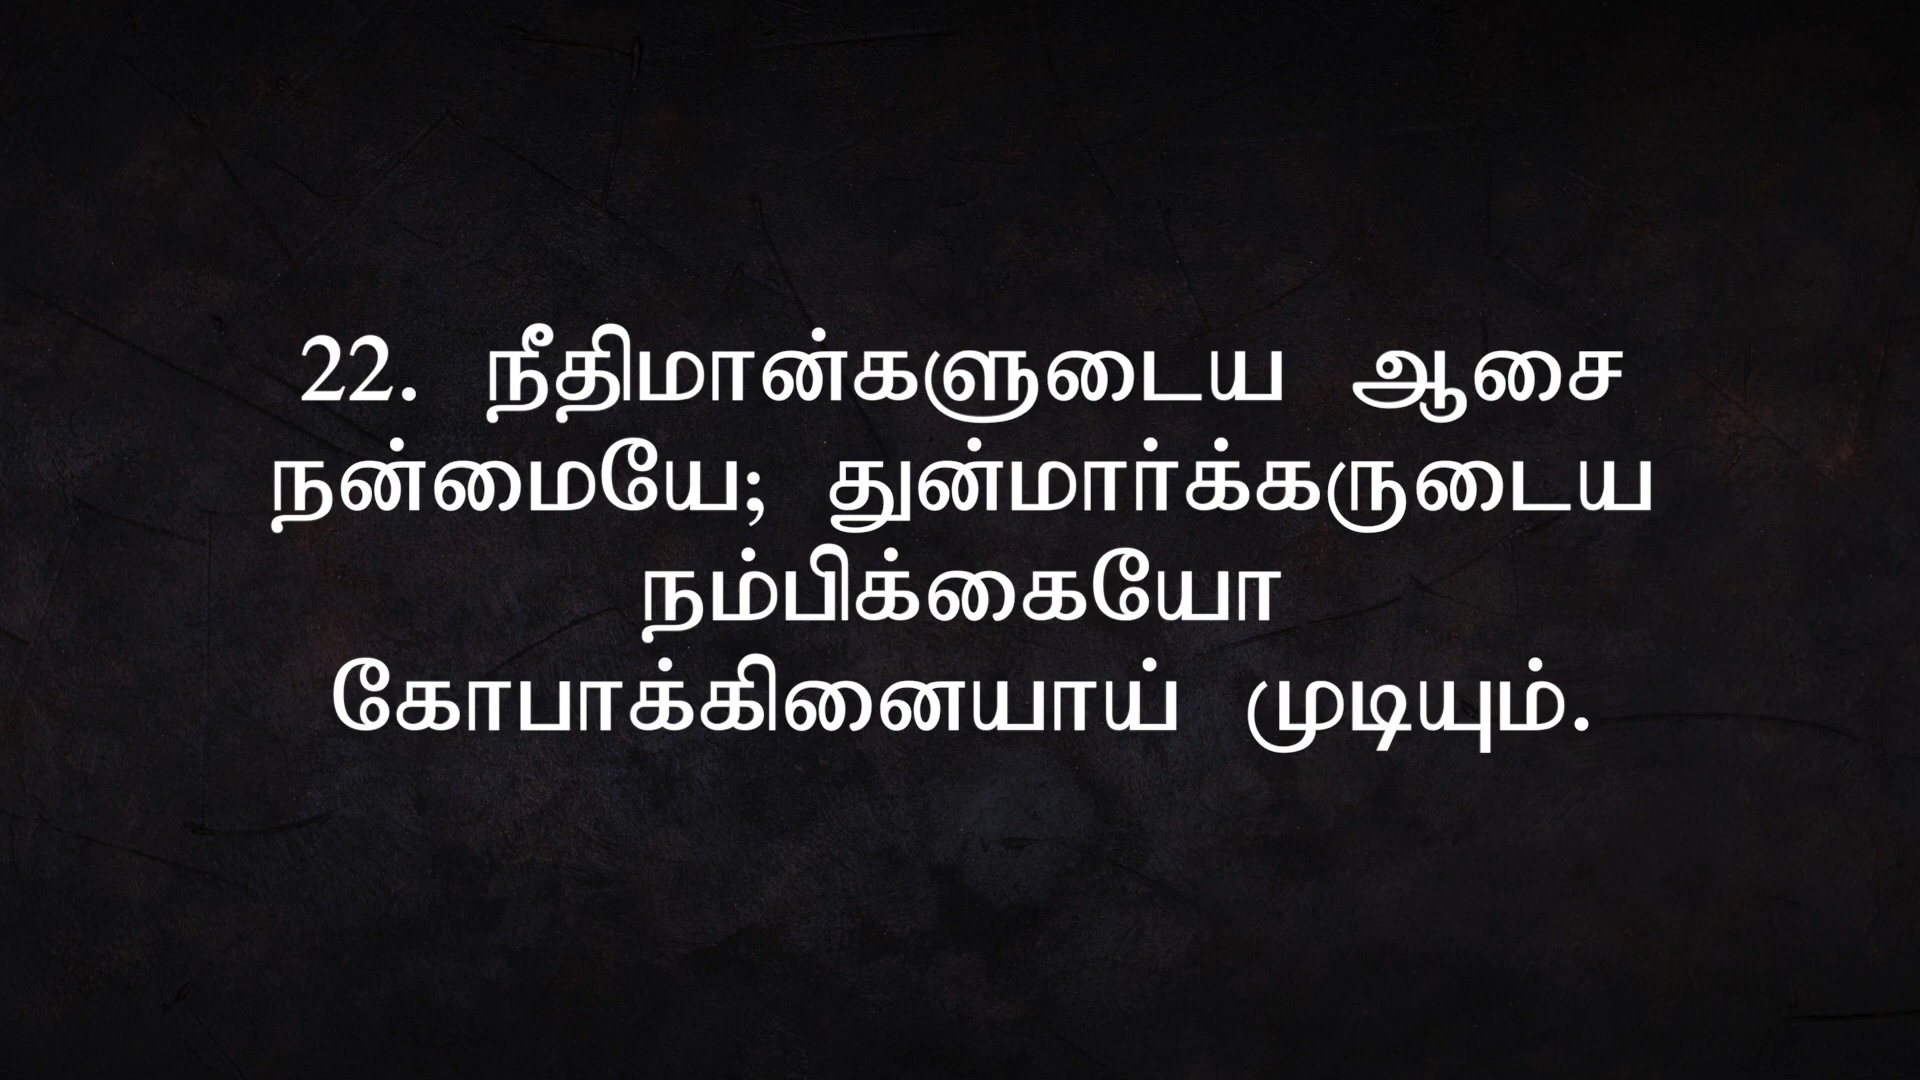 22. நீதிமான்களுடைய ஆசை
நன்மையே; துன்மார்க்கருடைய
நம்பிக்கையோ
கோபாக்கினையாய் முடியும்.